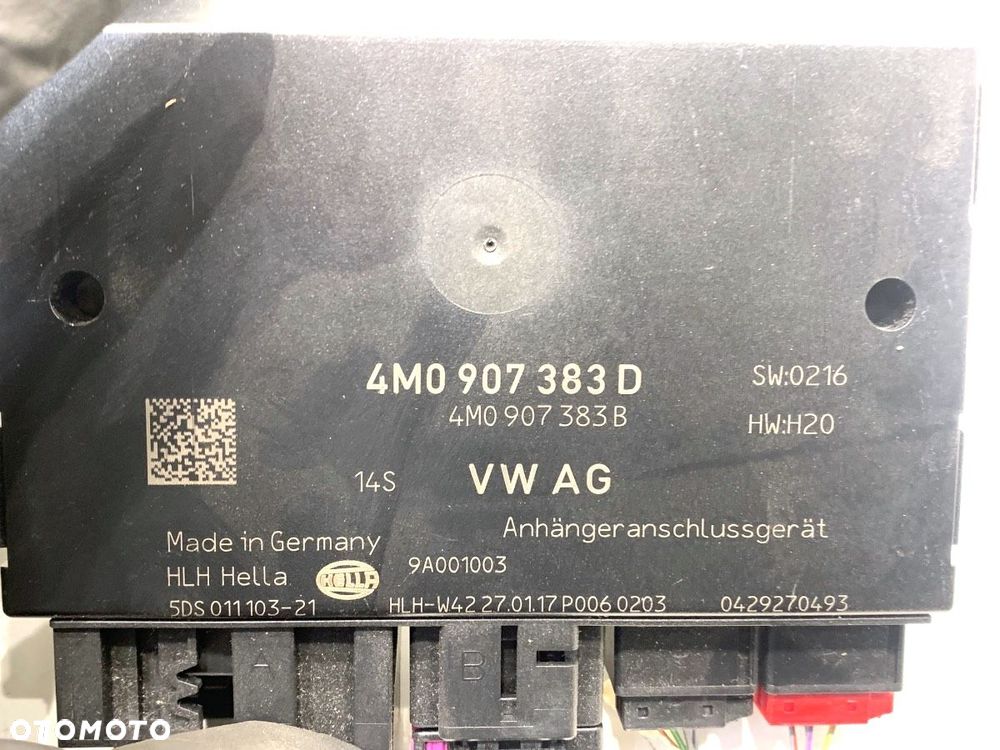 4M0 907 383 D
SW:0216
4M0 907 383 B
HW:H20
14S
VW AG
Anhängeranschlussgerät
Made in Germany
9A001003
HLH Hella
HELLA
5DS 011 103-21
HLH-W42 27.01.17 P006 0203
0429270493
A
B
OTOMOTO